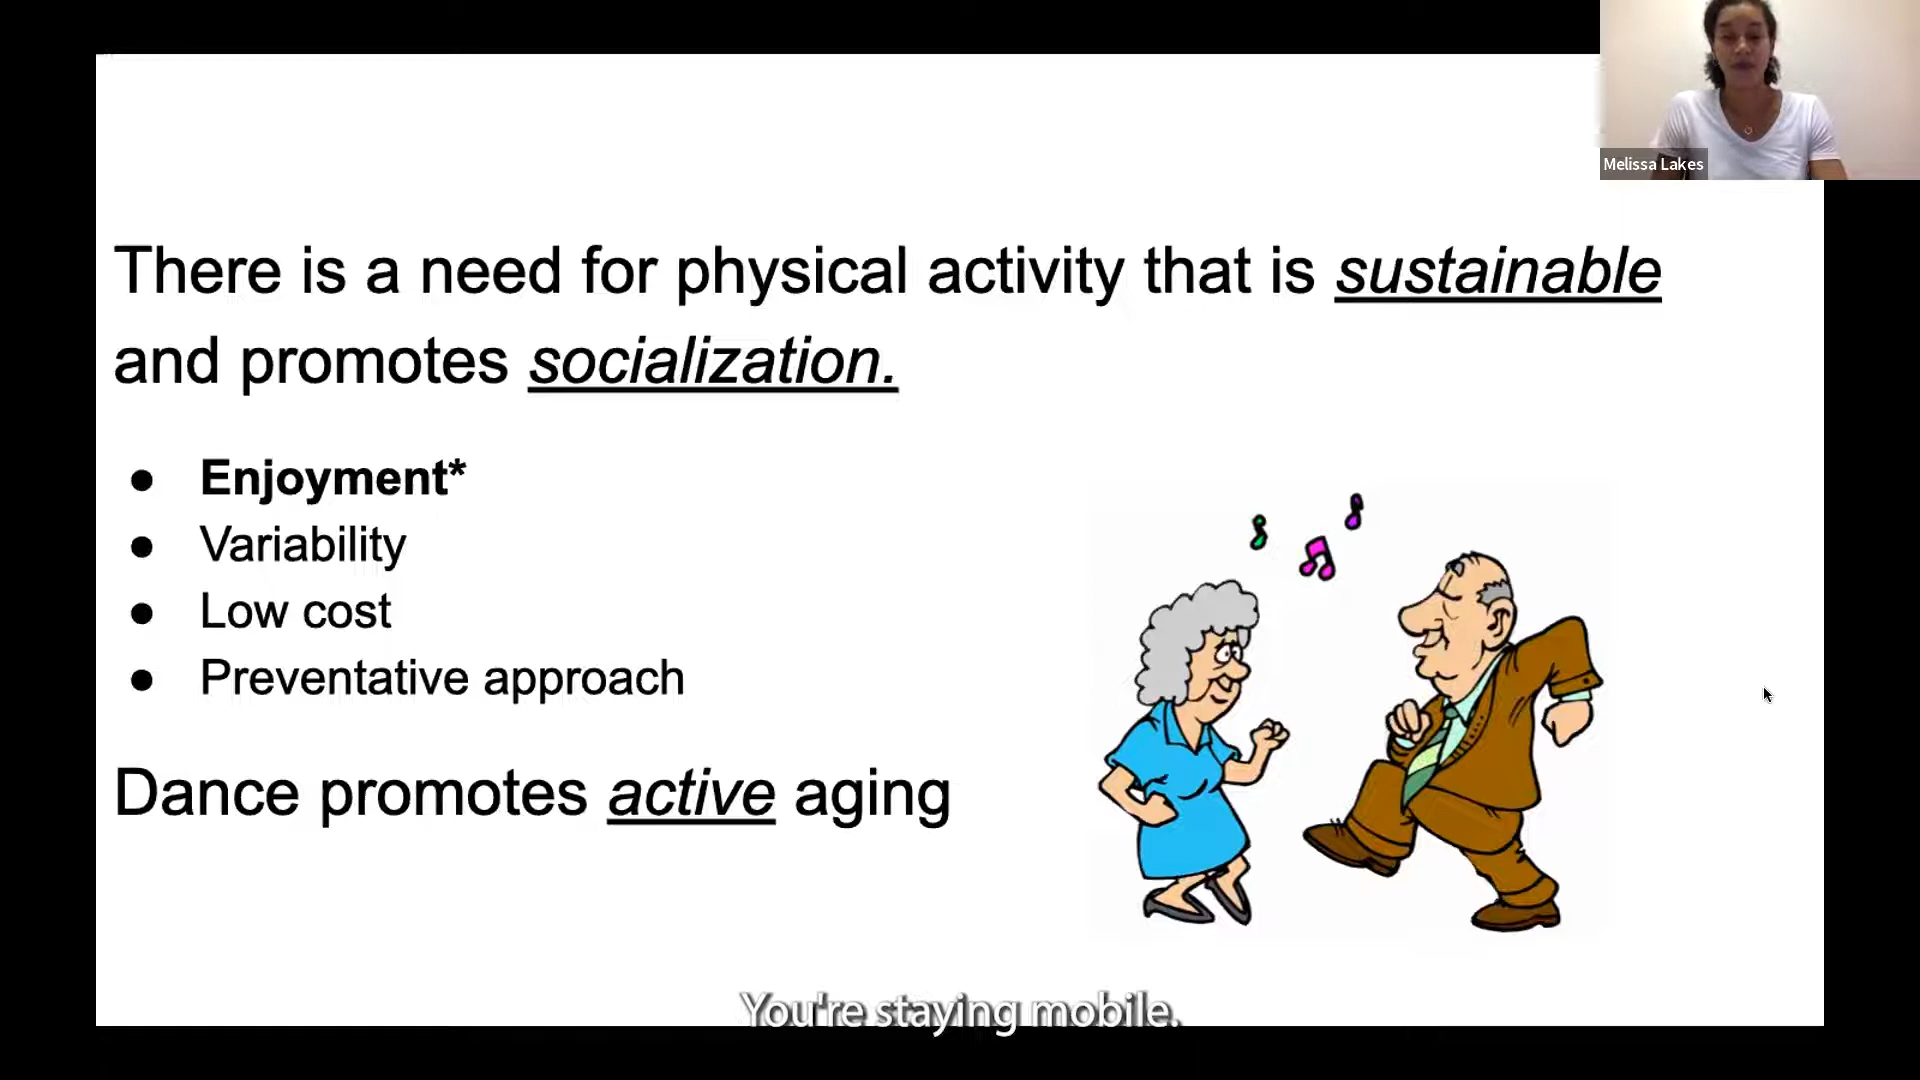 Melissa Lakes
There is a need for physical activity that is sustainable
and promotes socialization.
● Enjoyment*
● Variability
● Low cost
● Preventative approach
Dance promotes active aging
You're staying mobile.